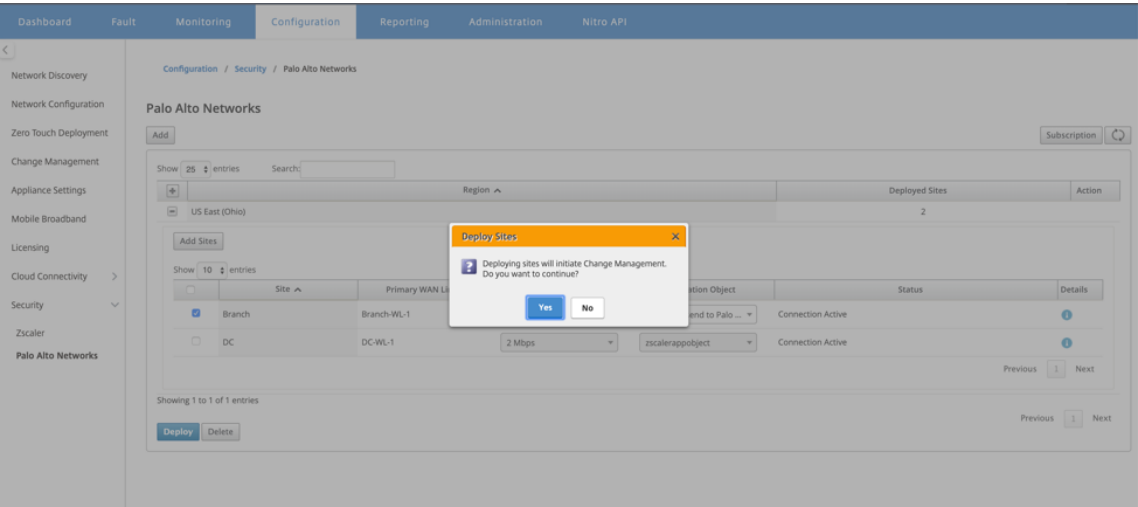 Dashboard Fault Monitoring Configuration Reporting Administration Nitro API
Configuration / Security / Palo Alto Networks
Network Discovery
Network Configuration
Zero Touch Deployment
Change Management
Appliance Settings
Mobile Broadband
Licensing
Cloud Connectivity
Security
Zscaler
Palo Alto Networks
Palo Alto Networks
Add Subscription
Show 25 entries Search:
Region Deployed Sites Action
US East (Ohio) 2
Add Sites
Show 10 entries
Site Primary WAN Li ation Object Status Details
Branch Branch-WL-1 end to Palo ... Connection Active
DC DC-WL-1 2 Mbps zscalerappobject Connection Active
Previous 1 Next
Showing 1 to 1 of 1 entries
Previous 1 Next
Deploy Delete
Deploy Sites
Deploying sites will initiate Change Management.
Do you want to continue?
Yes No